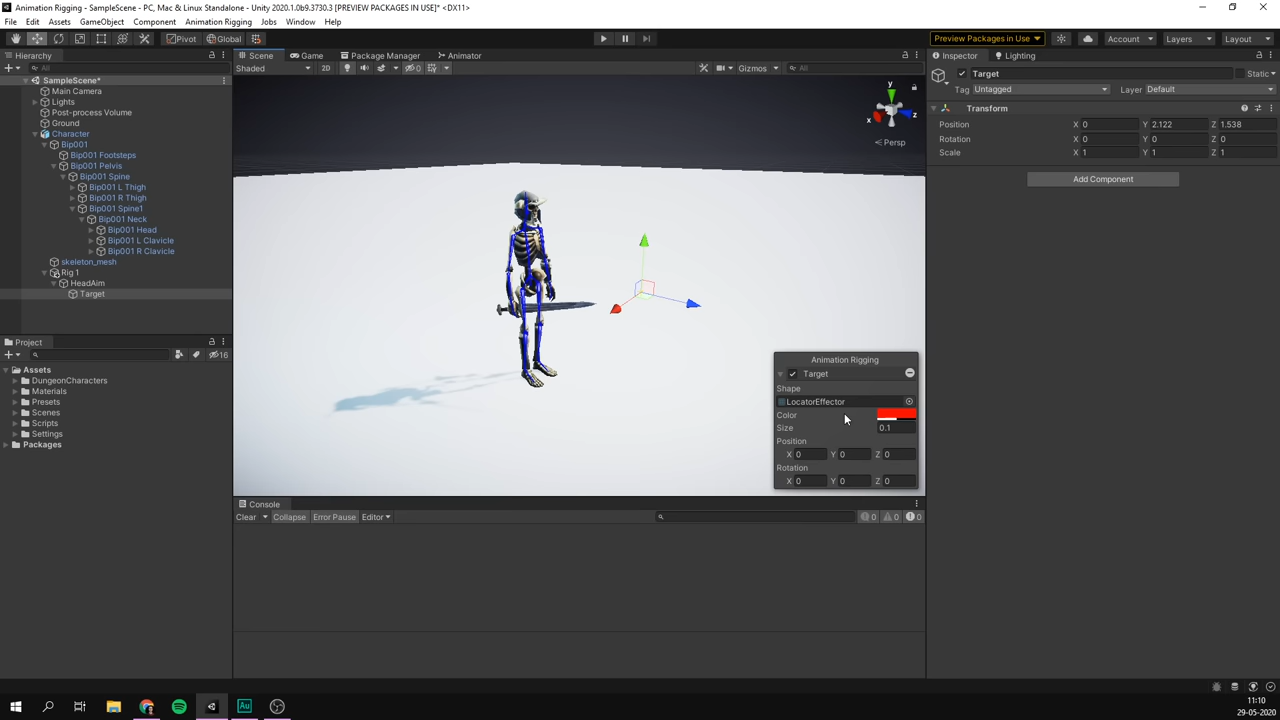 Animation Rigging - SampleScene - PC, Mac & Linux Standalone - Unity 2020.1.0b9.3730.3 [PREVIEW PACKAGES IN USE]* <DX11>
File Edit Assets GameObject Component Animation Rigging Jobs Window Help
Pivot Global Preview Packages in Use Account Layers Layout
Hierarchy
All
SampleScene*
Main Camera
Lights
Post-process Volume
Ground
Character
Bip001
Bip001 Footsteps
Bip001 Pelvis
Bip001 Spine
Bip001 L Thigh
Bip001 R Thigh
Bip001 Spine1
Bip001 Neck
Bip001 Head
Bip001 L Clavicle
Bip001 R Clavicle
skeleton_mesh
Rig 1
HeadAim
Target
Project
16
Assets
DungeonCharacters
Materials
Presets
Scenes
Scripts
Settings
Packages
Scene Game Package Manager Animator
Shaded 2D 0 Gizmos All
y
x z
Persp
Animation Rigging
Target
Shape
LocatorEffector
Color
Size 0.1
Position
X 0 Y 0 Z 0
Rotation
X 0 Y 0 Z 0
Console
Clear Collapse Error Pause Editor 0 0 0
Inspector Lighting
Target Static
Tag Untagged Layer Default
Transform
Position X 0 Y 2.122 Z 1.538
Rotation X 0 Y 0 Z 0
Scale X 1 Y 1 Z 1
Add Component
Au
11:10
29-05-2020